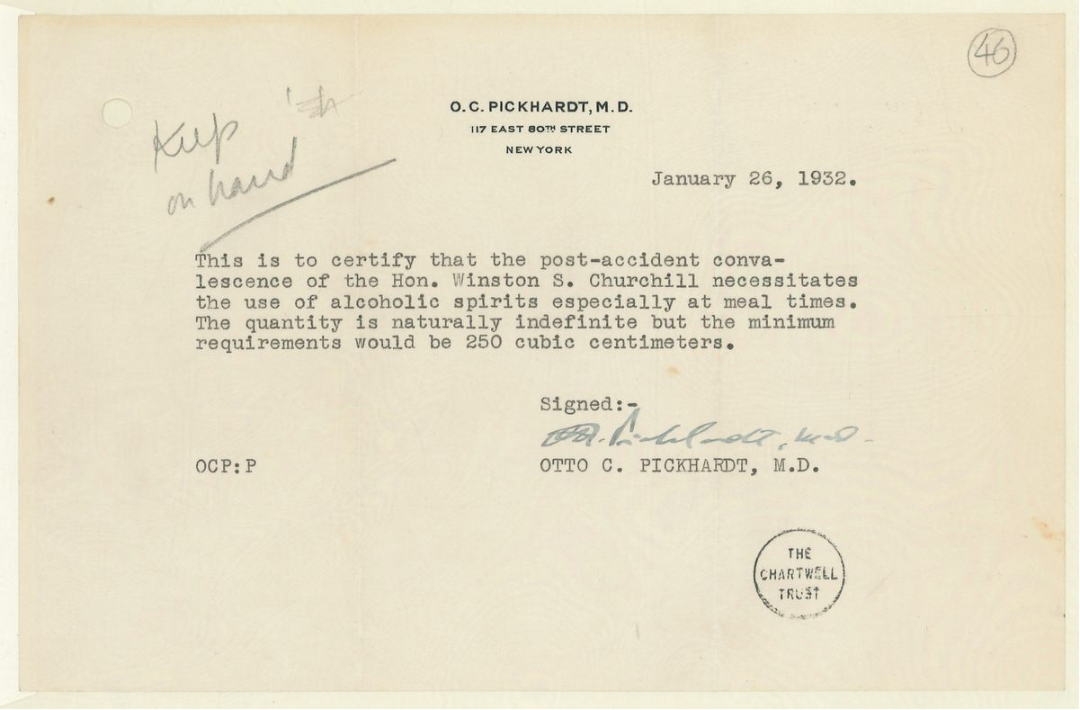 46
O. C. PICKHARDT, M. D.
117 EAST 80TH STREET
NEW YORK
Keep
on hand
January 26, 1932.
This is to certify that the post-accident conva-
lescence of the Hon. Winston S. Churchill necessitates
the use of alcoholic spirits especially at meal times.
The quantity is naturally indefinite but the minimum
requirements would be 250 cubic centimeters.
Signed:-
Pickhardt, M.D.
OCP:P OTTO C. PICKHARDT, M.D.
THE
CHARTWELL
TRUST